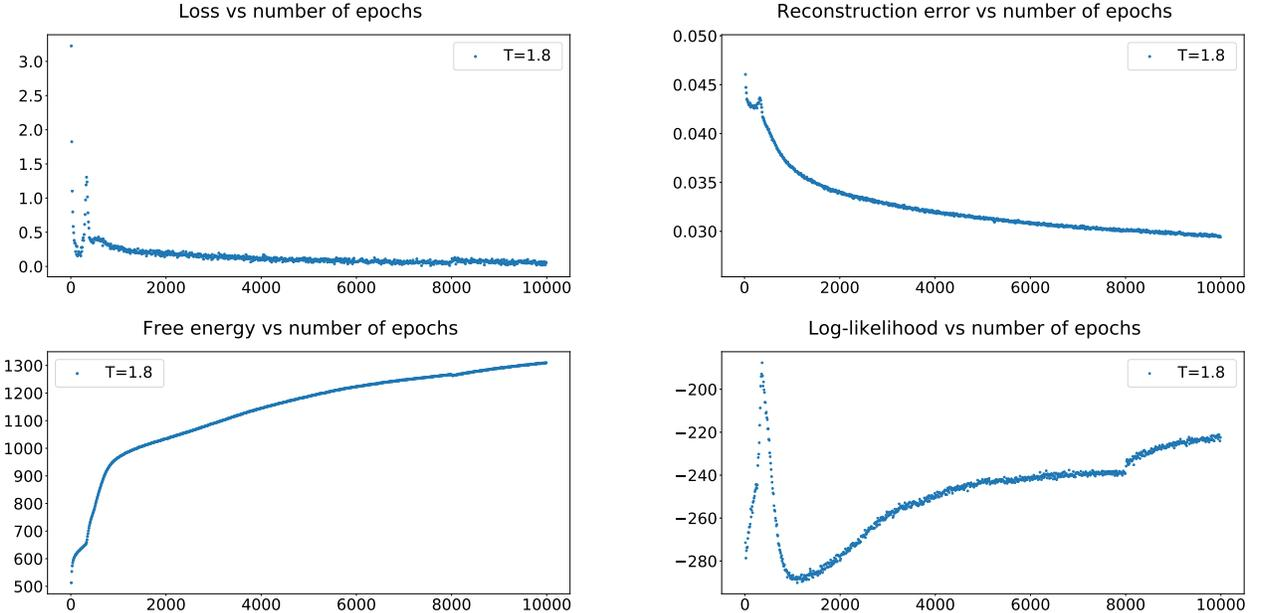 Loss vs number of epochs
3.0
2.5
2.0
1.5
1.0
0.5
0.0
T=1.8
0 2000 4000 6000 8000 10000
Reconstruction error vs number of epochs
0.050
0.045
0.040
0.035
0.030
T=1.8
0 2000 4000 6000 8000 10000
Free energy vs number of epochs
1300
1200
1100
1000
900
800
700
600
500
T=1.8
0 2000 4000 6000 8000 10000
Log-likelihood vs number of epochs
−200
−220
−240
−260
−280
T=1.8
0 2000 4000 6000 8000 10000